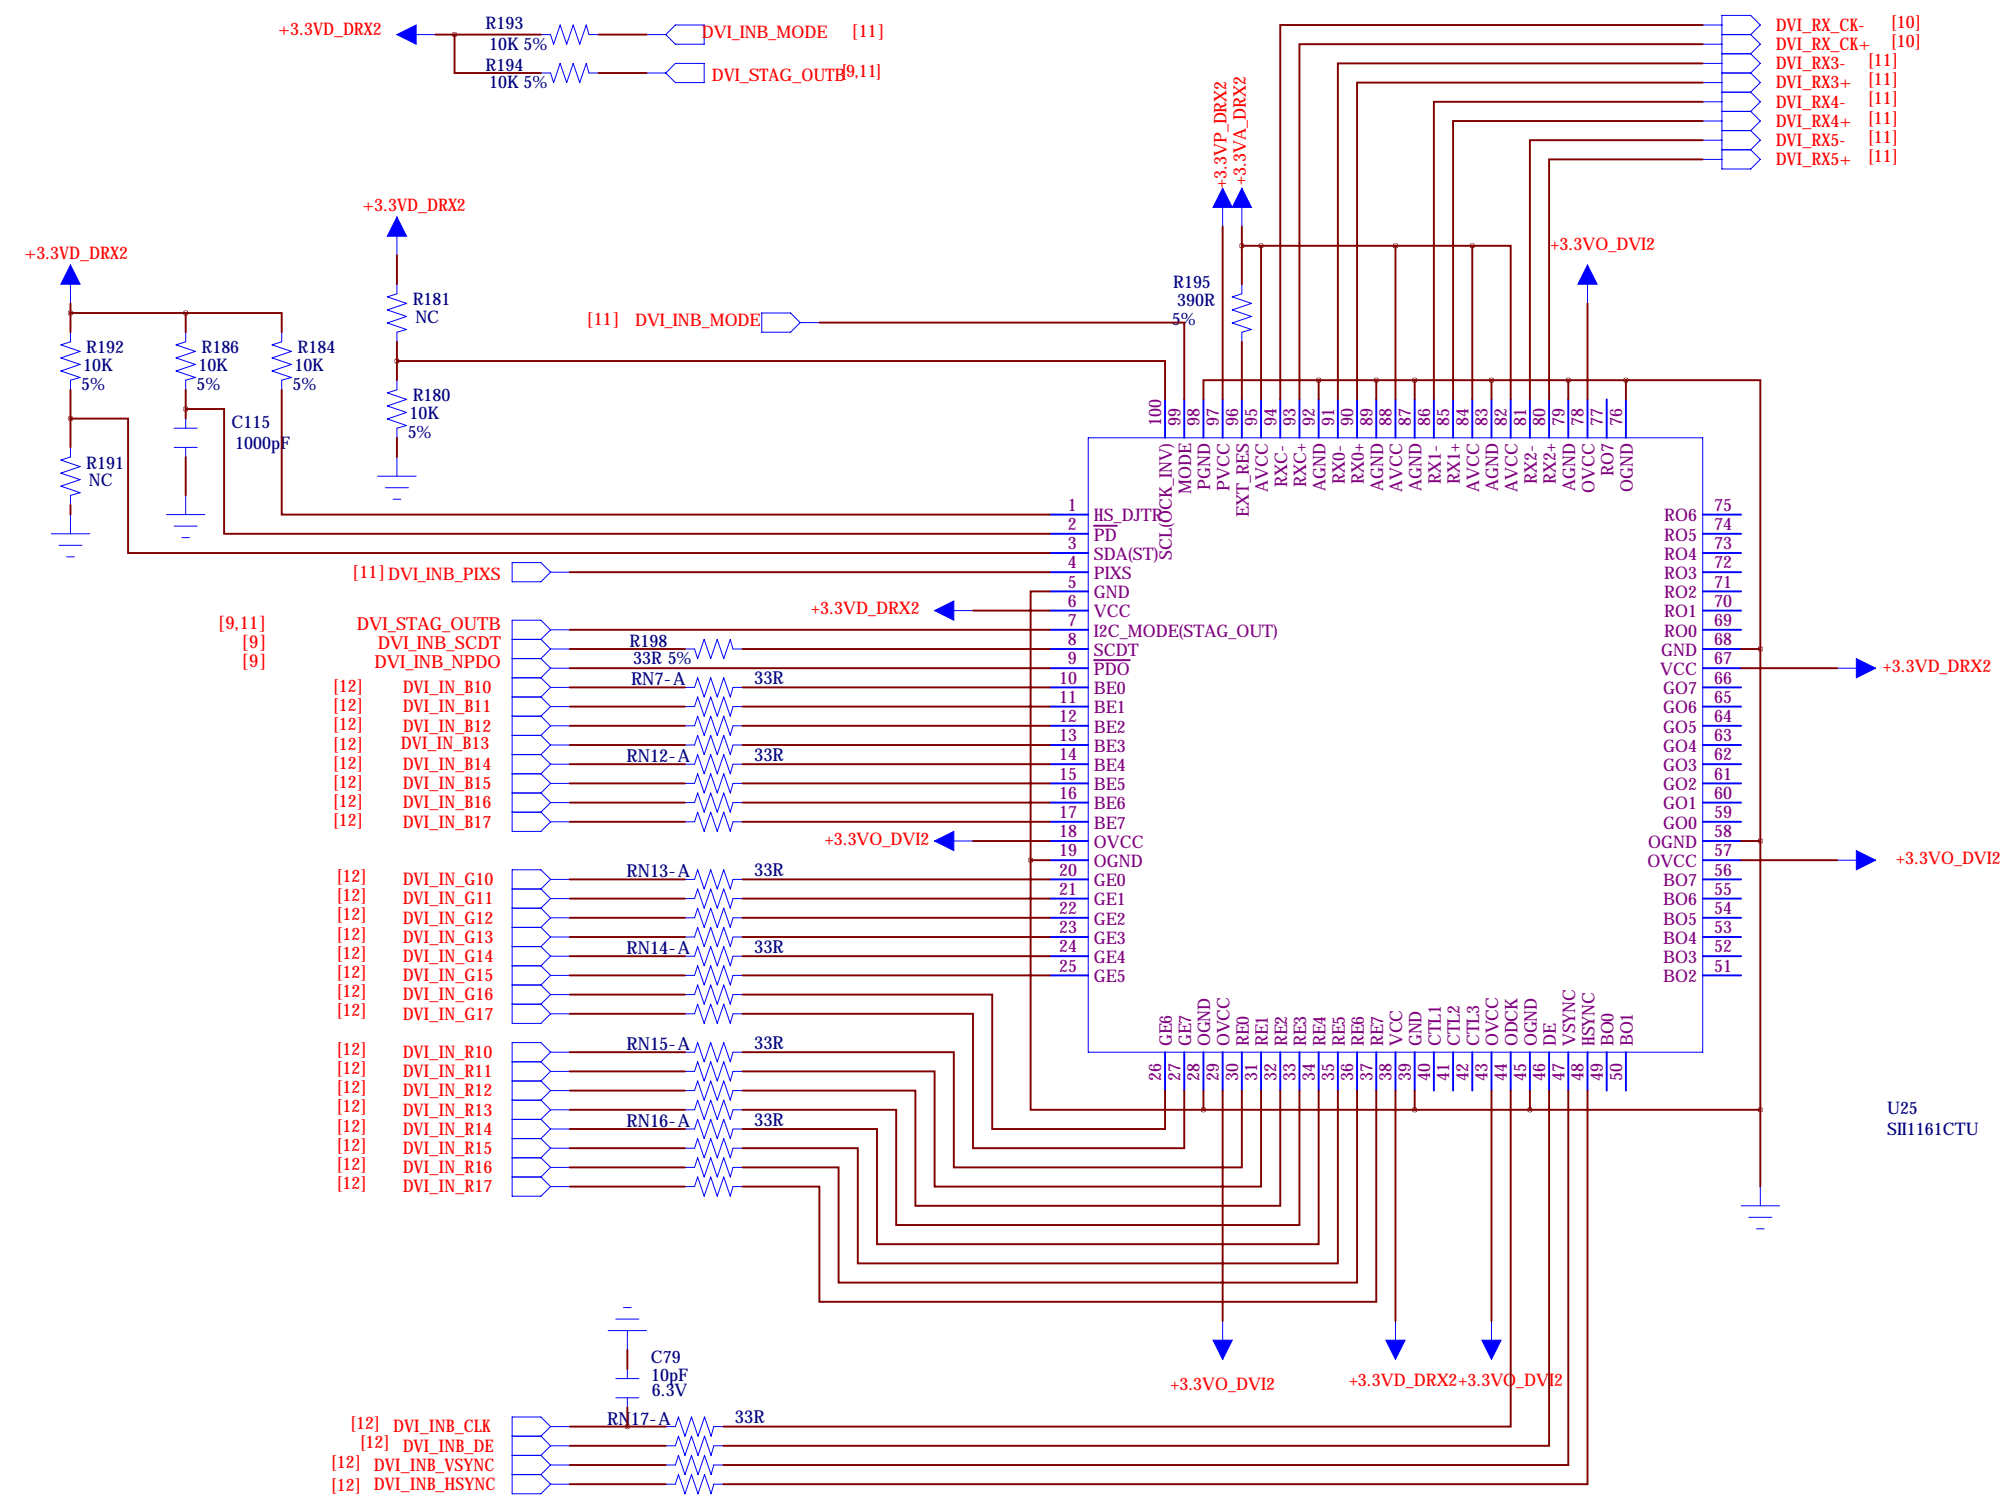 +3.3VD_DRX2
R193
10K 5%
DVI_INB_MODE [11]
R194
10K 5%
DVI_STAG_OUTB [9,11]
DVI_RX_CK- [10]
DVI_RX_CK+ [10]
DVI_RX3- [11]
DVI_RX3+ [11]
DVI_RX4- [11]
DVI_RX4+ [11]
DVI_RX5- [11]
DVI_RX5+ [11]
+3.3VP_DRX2
+3.3VA_DRX2
+3.3VO_DVI2
+3.3VD_DRX2
+3.3VD_DRX2
R181
NC
R195
390R
5%
[11] DVI_INB_MODE
R192
10K
5%
R186
10K
5%
R184
10K
5%
R180
10K
5%
C115
1000pF
R191
NC
100 99 98 97 96 95 94 93 92 91 90 89 88 87 86 85 84 83 82 81 80 79 78 77 76
SCL(OCK_INV)
MODE
PGND
PVCC
EXT_RES
AVCC
RXC-
RXC+
AGND
RX0-
RX0+
AGND
AVCC
AGND
RX1-
RX1+
AVCC
AGND
AVCC
RX2-
RX2+
AGND
OVCC
RO7
OGND
1 HS_DJTR
2 PD
3 SDA(ST)
[11] DVI_INB_PIXS 4 PIXS
5 GND
+3.3VD_DRX2 6 VCC
[9,11] DVI_STAG_OUTB 7 I2C_MODE(STAG_OUT)
[9] DVI_INB_SCDT R198 33R 5% 8 SCDT
[9] DVI_INB_NPDO 9 PDO
[12] DVI_IN_B10 RN7-A 33R 10 BE0
[12] DVI_IN_B11 11 BE1
[12] DVI_IN_B12 12 BE2
[12] DVI_IN_B13 13 BE3
[12] DVI_IN_B14 RN12-A 33R 14 BE4
[12] DVI_IN_B15 15 BE5
[12] DVI_IN_B16 16 BE6
[12] DVI_IN_B17 17 BE7
+3.3VO_DVI2 18 OVCC
19 OGND
[12] DVI_IN_G10 RN13-A 33R 20 GE0
[12] DVI_IN_G11 21 GE1
[12] DVI_IN_G12 22 GE2
[12] DVI_IN_G13 23 GE3
[12] DVI_IN_G14 RN14-A 33R 24 GE4
[12] DVI_IN_G15 25 GE5
[12] DVI_IN_G16
[12] DVI_IN_G17
[12] DVI_IN_R10 RN15-A 33R
[12] DVI_IN_R11
[12] DVI_IN_R12
[12] DVI_IN_R13
[12] DVI_IN_R14 RN16-A 33R
[12] DVI_IN_R15
[12] DVI_IN_R16
[12] DVI_IN_R17
RO6 75
RO5 74
RO4 73
RO3 72
RO2 71
RO1 70
RO0 69
GND 68
VCC 67 +3.3VD_DRX2
GO7 66
GO6 65
GO5 64
GO4 63
GO3 62
GO2 61
GO1 60
GO0 59
OGND 58
OVCC 57 +3.3VO_DVI2
BO7 56
BO6 55
BO5 54
BO4 53
BO3 52
BO2 51
GE6
GE7
OGND
OVCC
RE0
RE1
RE2
RE3
RE4
RE5
RE6
RE7
VCC
GND
CTL1
CTL2
CTL3
OVCC
ODCK
OGND
DE
VSYNC
HSYNC
BO0
BO1
26 27 28 29 30 31 32 33 34 35 36 37 38 39 40 41 42 43 44 45 46 47 48 49 50
U25
SII1161CTU
+3.3VO_DVI2
+3.3VD_DRX2
+3.3VO_DVI2
C79
10pF
6.3V
[12] DVI_INB_CLK RN17-A 33R
[12] DVI_INB_DE
[12] DVI_INB_VSYNC
[12] DVI_INB_HSYNC